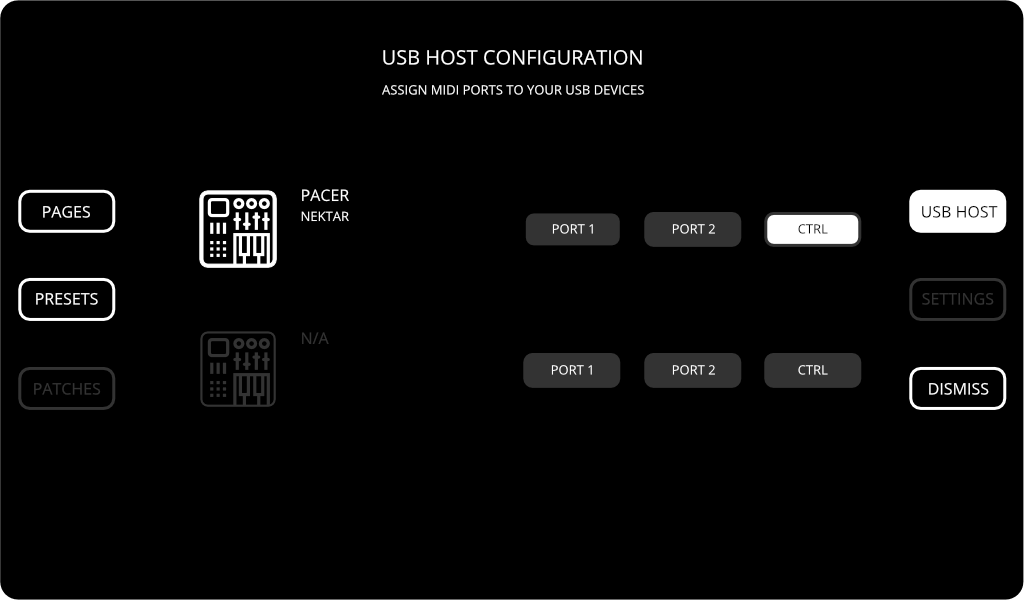 USB HOST CONFIGURATION
ASSIGN MIDI PORTS TO YOUR USB DEVICES
PAGES
PRESETS
PATCHES
PACER
NEKTAR
PORT 1
PORT 2
CTRL
N/A
PORT 1
PORT 2
CTRL
USB HOST
SETTINGS
DISMISS